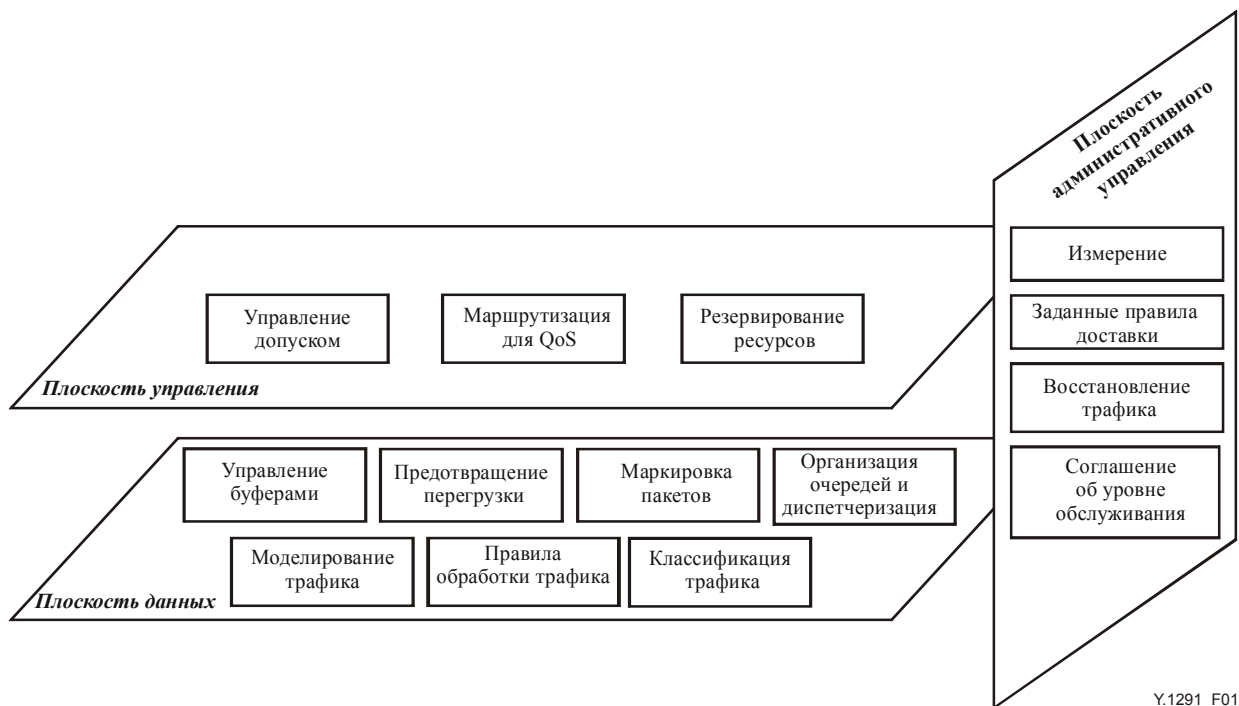 Плоскость
административного
управления
Измерение
Заданные правила
доставки
Восстановление
трафика
Соглашение
об уровне
обслуживания
Управление
допуском
Маршрутизация
для QoS
Резервирование
ресурсов
Плоскость управления
Управление
буферами
Предотвращение
перегрузки
Маркировка
пакетов
Организация
очередей и
диспетчеризация
Моделирование
трафика
Правила
обработки трафика
Классификация
трафика
Плоскость данных
Y.1291_F01